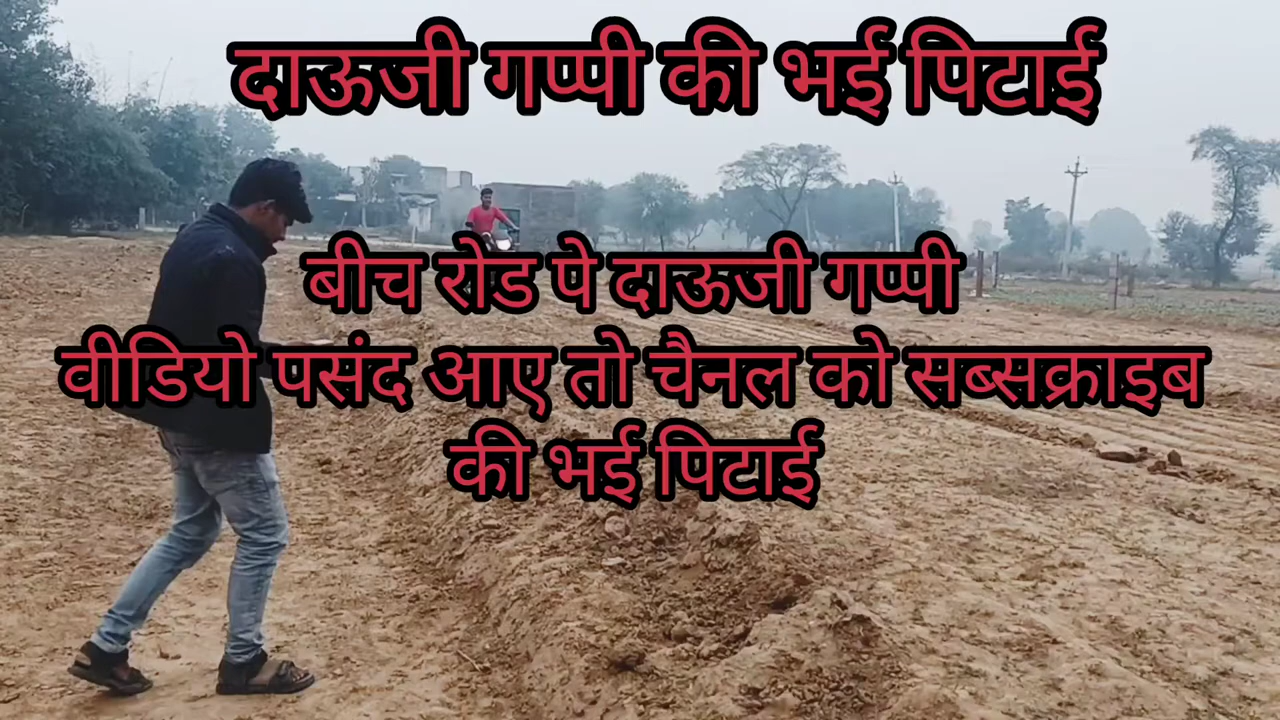 दाऊजी गप्पी की भई पिटाई
बीच रोड पे दाऊजी गप्पी
वीडियो पसंद आए तो चैनल को सब्सक्राइब
की भई पिटाई